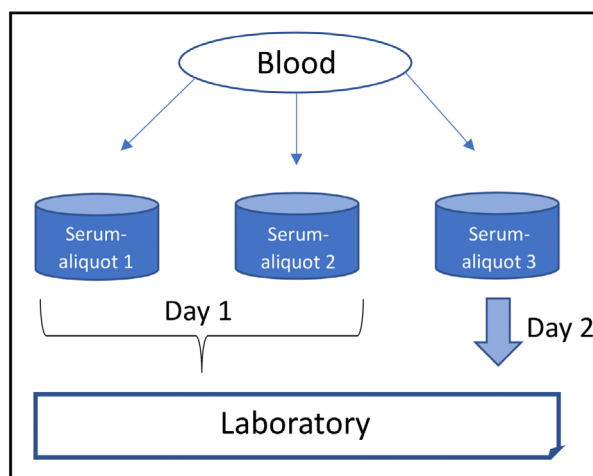 Blood
Serum-
aliquot 1
Serum-
aliquot 2
Serum-
aliquot 3
Day 1
Day 2
Laboratory